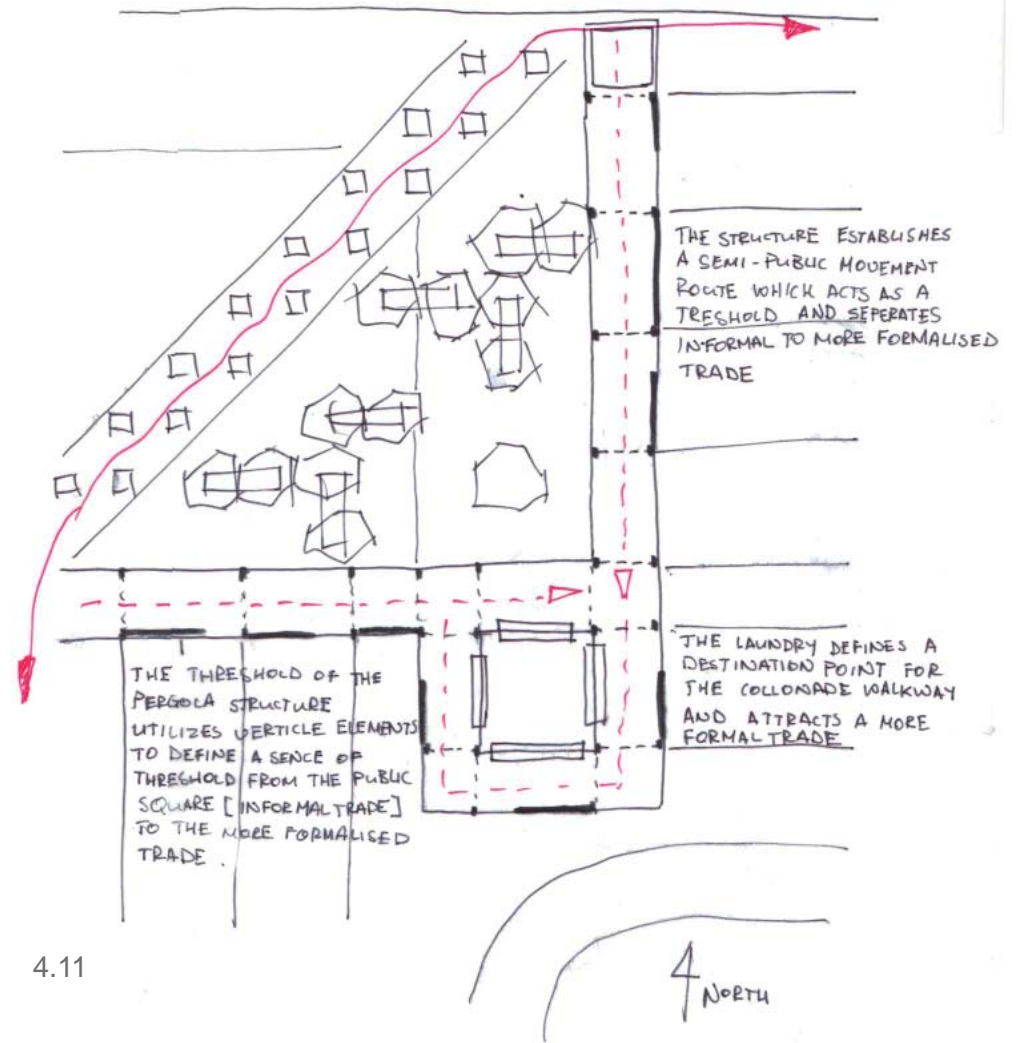 THE STRUCTURE ESTABLISHES
A SEMI-PUBLIC MOVEMENT
ROUTE WHICH ACTS AS A
TRESHOLD AND SEPERATES
INFORMAL TO MORE FORMALISED
TRADE
THE LAUNDRY DEFINES A
DESTINATION POINT FOR
THE COLLONADE WALKWAY
AND ATTRACTS A MORE
FORMAL TRADE
THE THRESHOLD OF THE
PERGOLA STRUCTURE
UTILIZES VERTICLE ELEMENTS
TO DEFINE A SENCE OF
THRESHOLD FROM THE PUBLIC
SQUARE [INFORMAL TRADE]
TO THE MORE FORMALISED
TRADE.
4.11
NORTH